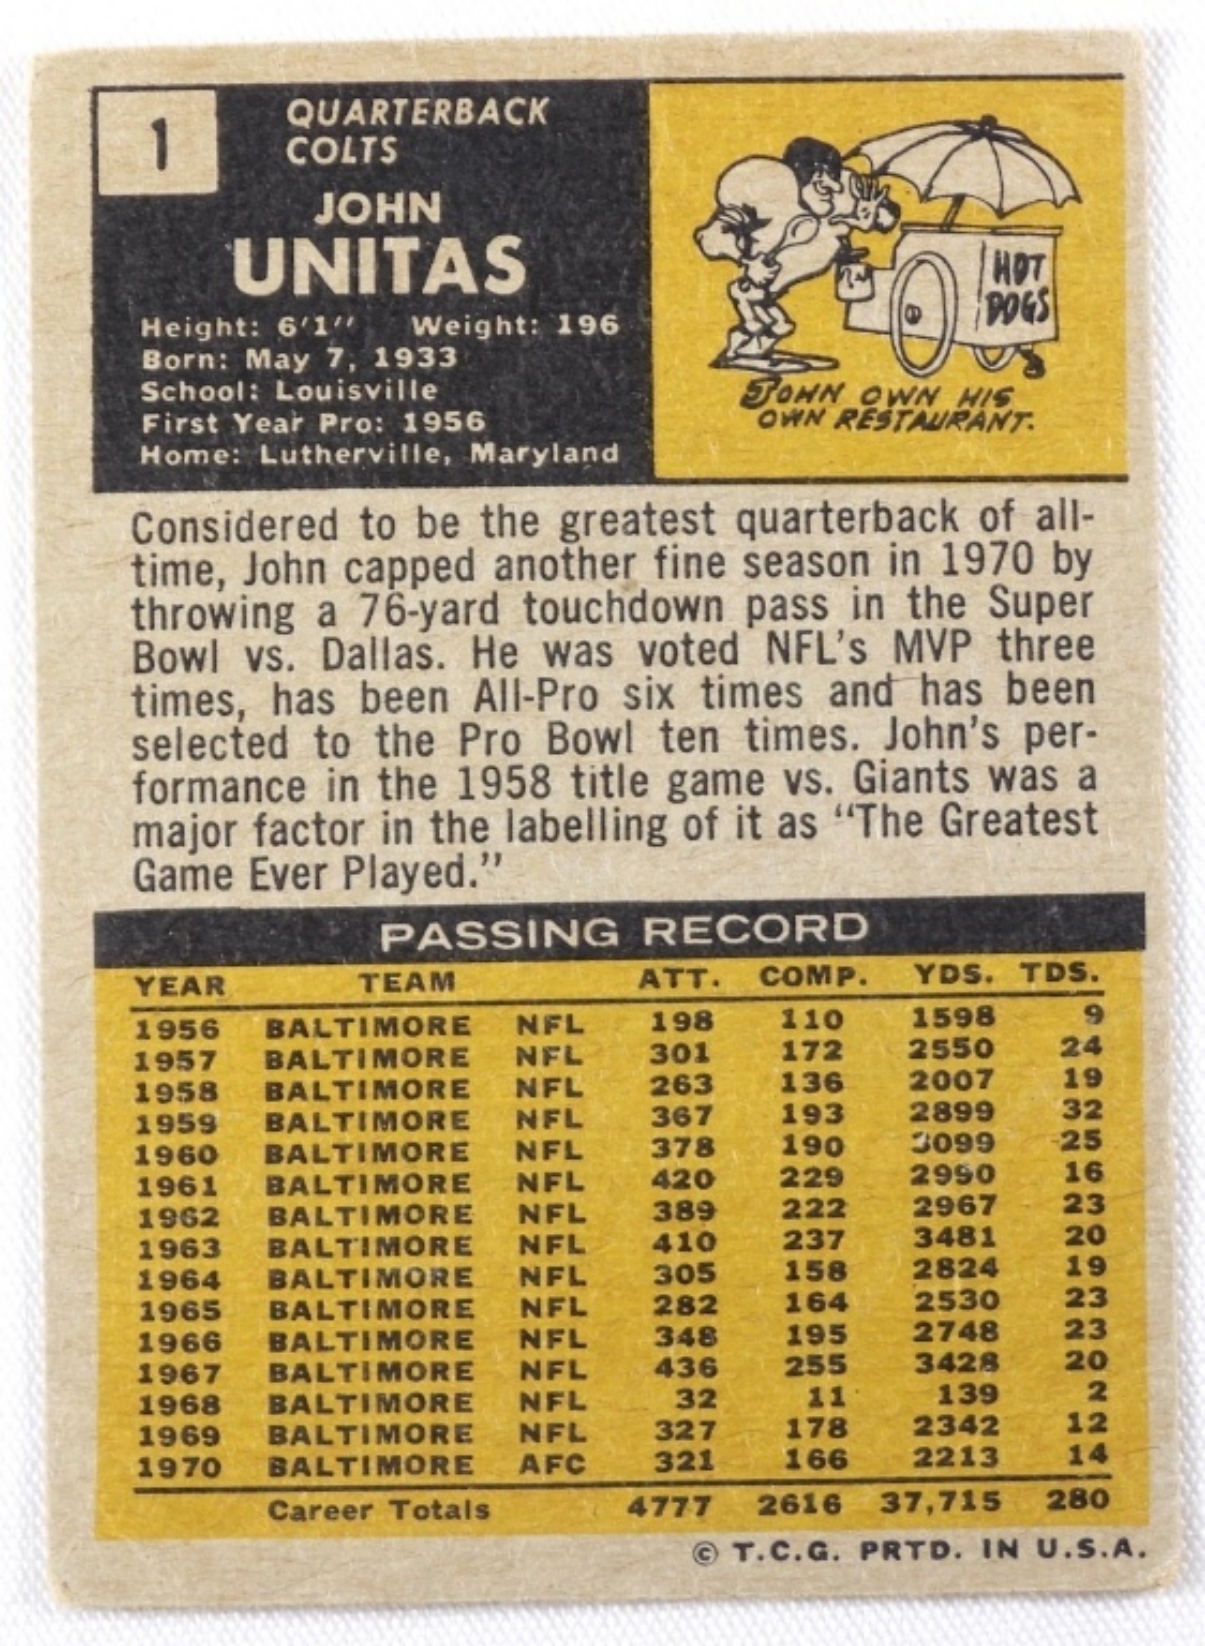 1
QUARTERBACK
COLTS
JOHN
UNITAS
Height: 6'1" Weight: 196
Born: May 7, 1933
School: Louisville
First Year Pro: 1956
Home: Lutherville, Maryland
HOT
DOGS
JOHN OWN HIS
OWN RESTAURANT.
Considered to be the greatest quarterback of all-
time, John capped another fine season in 1970 by
throwing a 76-yard touchdown pass in the Super
Bowl vs. Dallas. He was voted NFL's MVP three
times, has been All-Pro six times and has been
selected to the Pro Bowl ten times. John's per-
formance in the 1958 title game vs. Giants was a
major factor in the labelling of it as "The Greatest
Game Ever Played."
PASSING RECORD
YEAR TEAM ATT. COMP. YDS. TDS.
1956 BALTIMORE NFL 198 110 1598 9
1957 BALTIMORE NFL 301 172 2550 24
1958 BALTIMORE NFL 263 136 2007 19
1959 BALTIMORE NFL 367 193 2899 32
1960 BALTIMORE NFL 378 190 3099 25
1961 BALTIMORE NFL 420 229 2990 16
1962 BALTIMORE NFL 389 222 2967 23
1963 BALTIMORE NFL 410 237 3481 20
1964 BALTIMORE NFL 305 158 2824 19
1965 BALTIMORE NFL 282 164 2530 23
1966 BALTIMORE NFL 348 195 2748 23
1967 BALTIMORE NFL 436 255 3428 20
1968 BALTIMORE NFL 32 11 139 2
1969 BALTIMORE NFL 327 178 2342 12
1970 BALTIMORE AFC 321 166 2213 14
Career Totals 4777 2616 37,715 280
© T.C.G. PRTD. IN U.S.A.